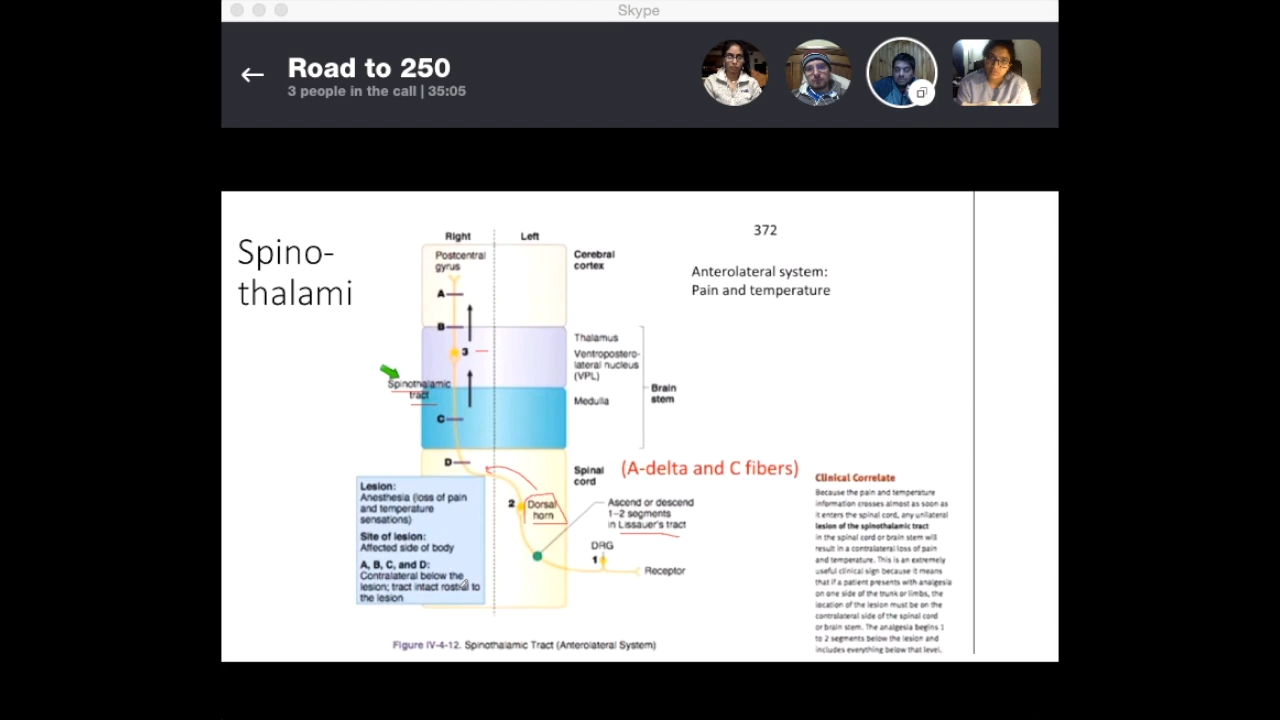 Skype
Road to 250
3 people in the call | 35:05
Spino-
thalami
372
Anterolateral system:
Pain and temperature
Right
Left
Postcentral
gyrus
Cerebral
cortex
A
B
3
Thalamus
Ventropostero-
lateral nucleus
(VPL)
Spinothalamic
tract
Brain
stem
Medulla
C
D
Spinal
cord
(A-delta and C fibers)
2
Dorsal
horn
Ascend or descend
1–2 segments
in Lissauer's tract
DRG
1
Receptor
Lesion:
Anesthesia (loss of pain
and temperature
sensations)
Site of lesion:
Affected side of body
A, B, C, and D:
Contralateral below the
lesion; tract intact rostral to
the lesion
Clinical Correlate
Because the pain and temperature
information crosses almost as soon as
it enters the spinal cord, any unilateral
lesion of the spinothalamic tract
in the spinal cord or brain stem will
result in a contralateral loss of pain
and temperature. This is an extremely
useful clinical sign because it means
that if a patient presents with analgesia
on one side of the trunk or limbs, the
location of the lesion must be on the
contralateral side of the spinal cord
or brain stem. The analgesia begins 1
to 2 segments below the lesion and
includes everything below that level.
Figure IV-4-12. Spinothalamic Tract (Anterolateral System)